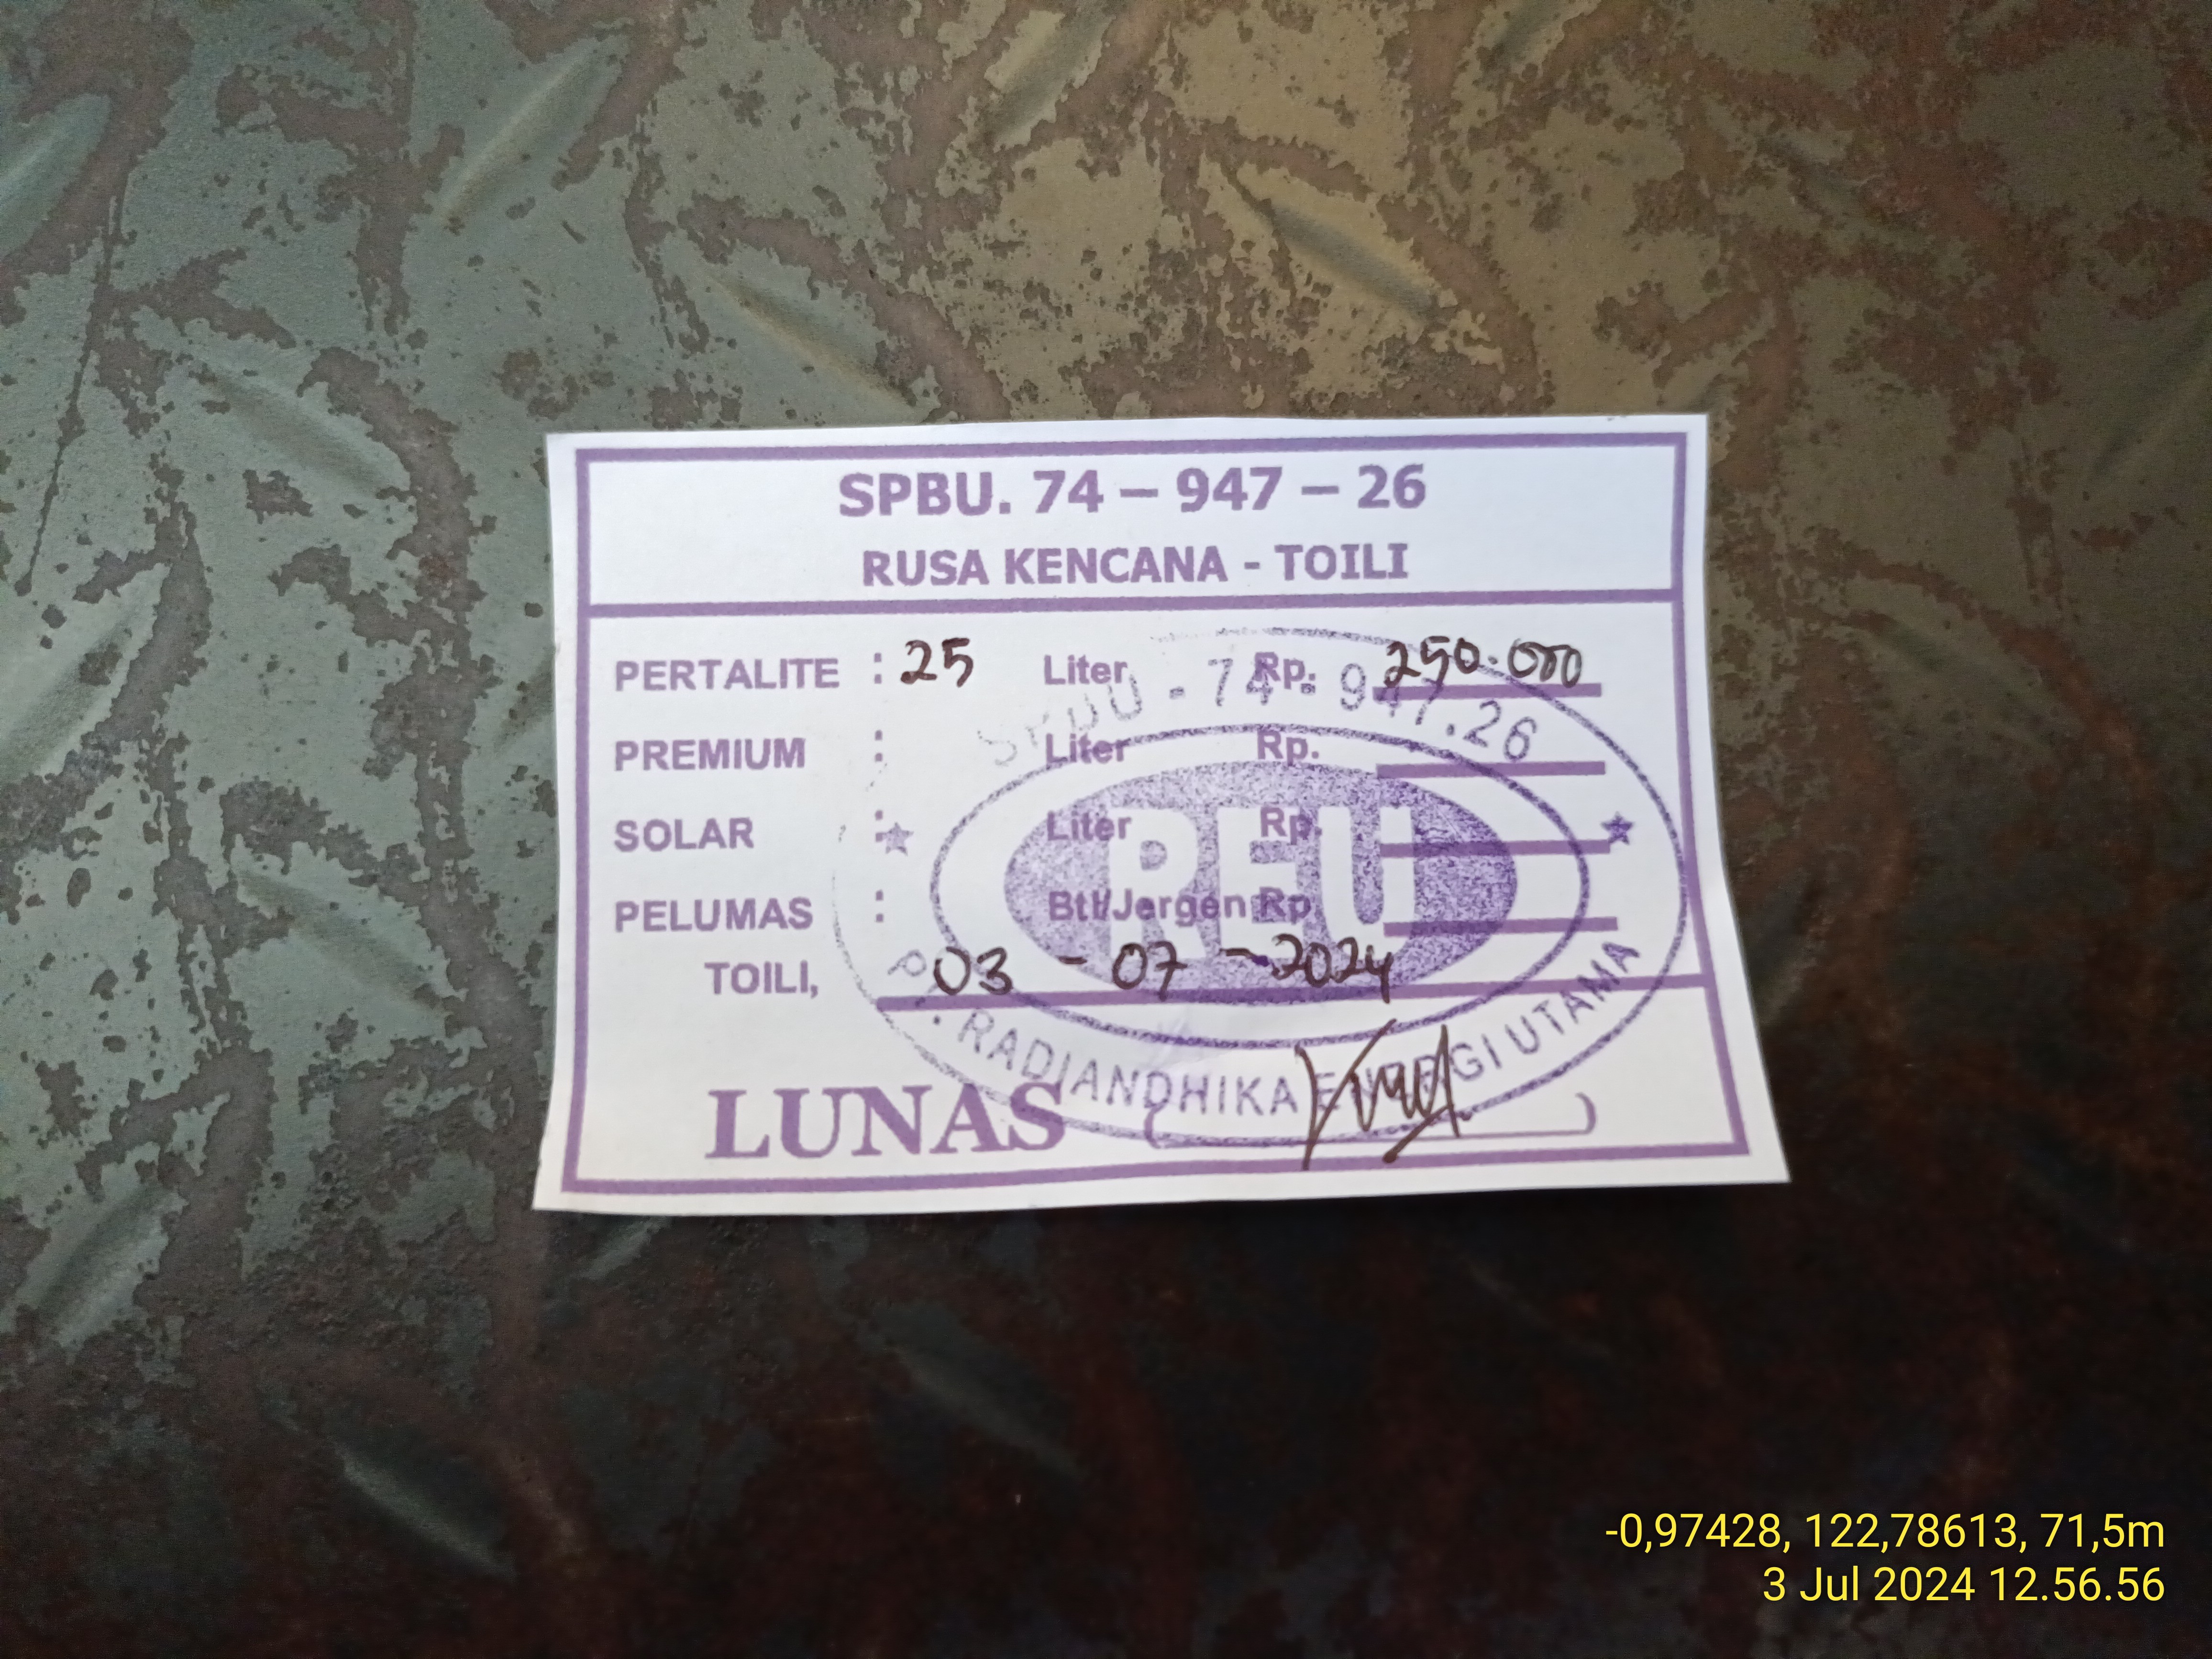 SPBU. 74 – 947 – 26
RUSA KENCANA - TOILI
PERTALITE : 25 Liter Rp. 250.000
PREMIUM : Liter Rp.
SOLAR : Liter Rp.
PELUMAS : Btl/Jergen Rp
TOILI, 03 - 07 - 2024
LUNAS ( )
SPBU - 74 - 947.26
REU
PT. RADIANDHIKA ENERGI UTAMA
-0,97428, 122,78613, 71,5m
3 Jul 2024 12.56.56